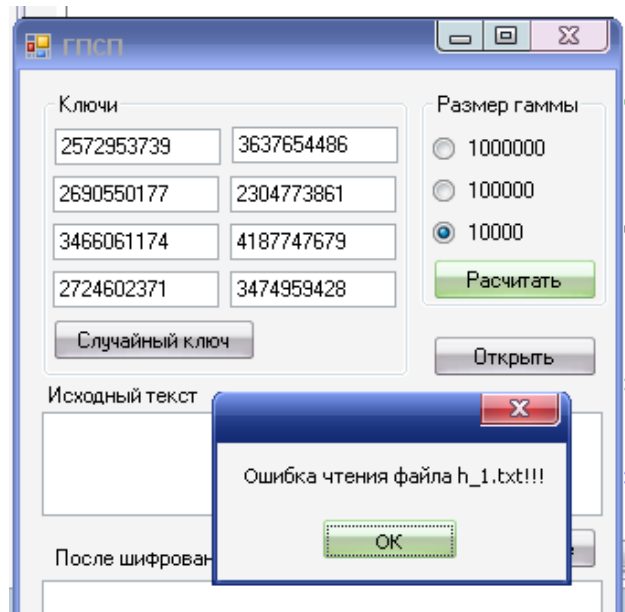 ГПСП
Ключи
Размер гаммы
2572953739 3637654486
1000000
2690550177 2304773861
100000
3466061174 4187747679
10000
2724602371 3474959428
Расчитать
Случайный ключ
Открыть
Исходный текст
Ошибка чтения файла h_1.txt!!!
OK
После шифрован